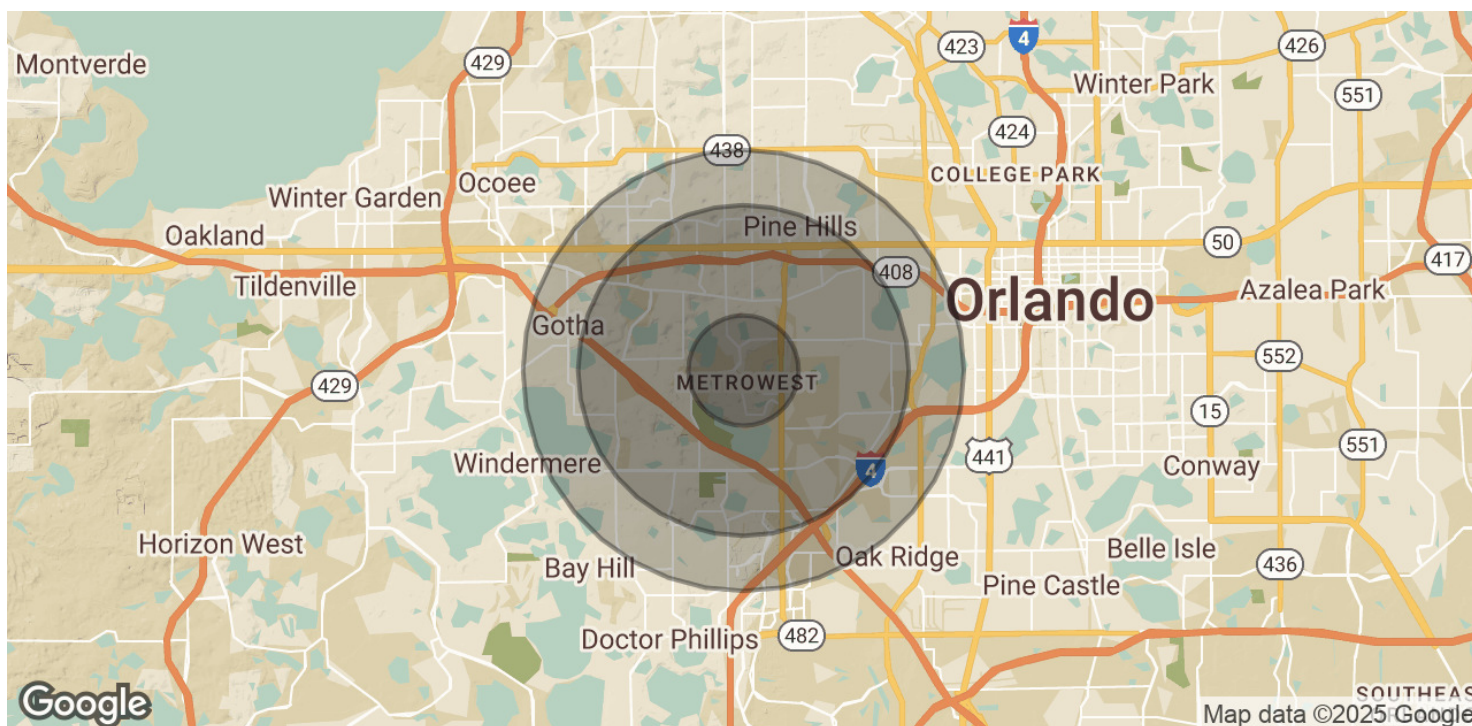 Montverde
429
423
4
426
Winter Park
551
424
438
COLLEGE PARK
Ocoee
Winter Garden
Pine Hills
Oakland
50
417
408
Tildenville
Orlando
Azalea Park
Gotha
552
METROWEST
429
15
551
Windermere
4
441
Conway
Horizon West
Bay Hill
Oak Ridge
Belle Isle
436
Pine Castle
Doctor Phillips
482
Google
SOUTHEAS
Map data ©2025 Google